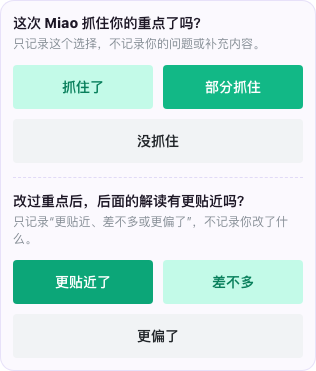 这次 Miao 抓住你的重点了吗?
只记录这个选择，不记录你的问题或补充内容。
抓住了
部分抓住
没抓住
改过重点后，后面的解读有更贴近吗?
只记录“更贴近、差不多或更偏了”，不记录你改了什
么。
更贴近了
差不多
更偏了